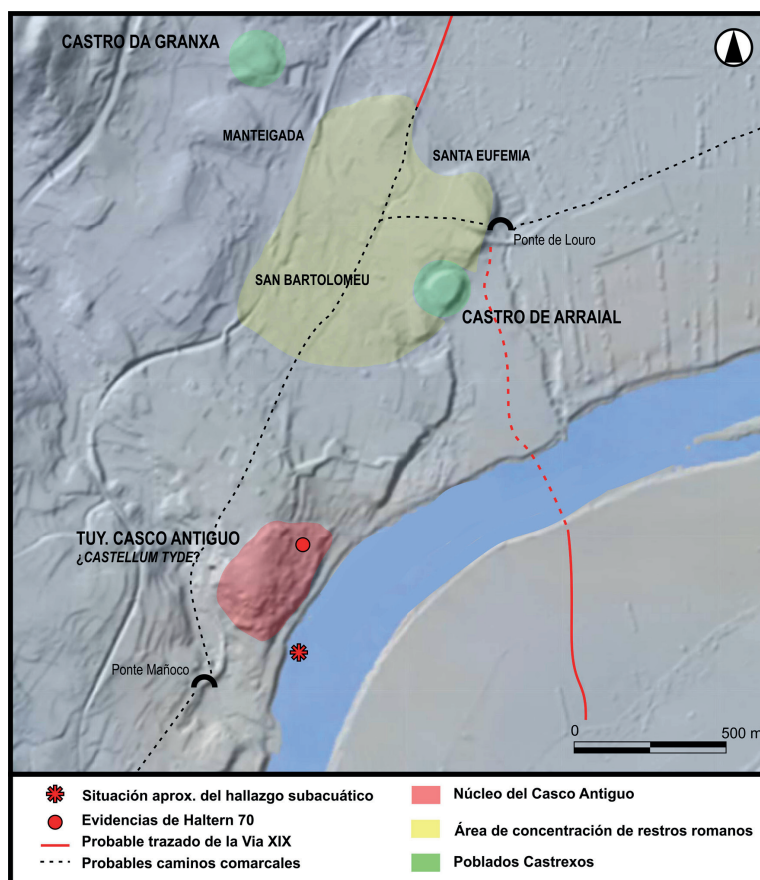 CASTRO DA GRANXA
MANTEIGADA
SANTA EUFEMIA
Ponte de Louro
SAN BARTOLOMEU
CASTRO DE ARRAIAL
TUY. CASCO ANTIGUO
¿CASTELLUM TYDE?
Ponte Mañoco
0 500 m
Situación aprox. del hallazgo subacuático
Evidencias de Haltern 70
Probable trazado de la Via XIX
Probables caminos comarcales
Núcleo del Casco Antiguo
Área de concentración de restros romanos
Poblados Castrexos